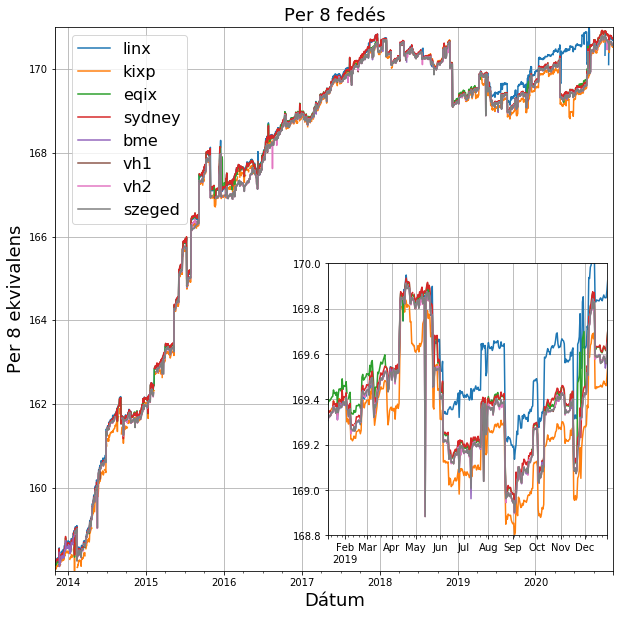 Per 8 fedés
linx
kixp
eqix
sydney
bme
vh1
vh2
szeged
Per 8 ekvivalens
170
168
166
164
162
160
170.0
169.8
169.6
169.4
169.2
169.0
168.8
Feb Mar Apr May Jun Jul Aug Sep Oct Nov Dec
2019
2014 2015 2016 2017 2018 2019 2020
Dátum